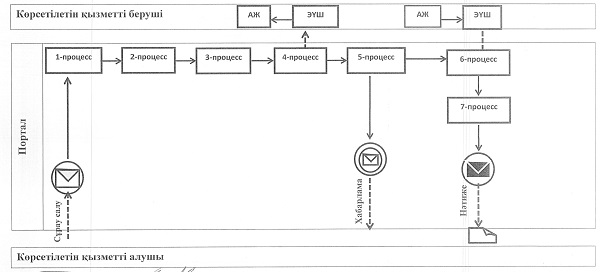 Көрсетілетін қызметті беруші
АЖ
ЭҮШ
АЖ
ЭҮШ
Портал
1-процесс
2-процесс
3-процесс
4-процесс
5-процесс
6-процесс
7-процесс
Сұрау салу
Хабарлама
Нәтиже
Көрсетілетін қызметті алушы